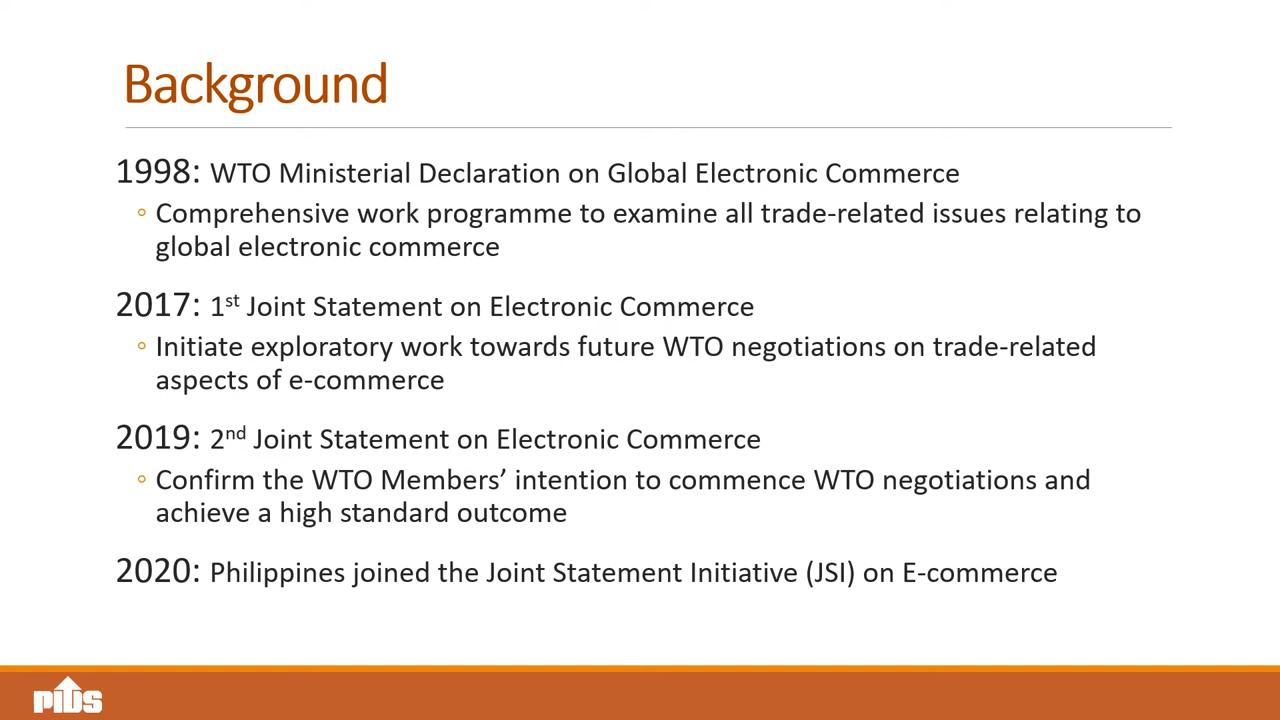 Background
1998: WTO Ministerial Declaration on Global Electronic Commerce
◦ Comprehensive work programme to examine all trade-related issues relating to
global electronic commerce
2017: 1st Joint Statement on Electronic Commerce
◦ Initiate exploratory work towards future WTO negotiations on trade-related
aspects of e-commerce
2019: 2nd Joint Statement on Electronic Commerce
◦ Confirm the WTO Members’ intention to commence WTO negotiations and
achieve a high standard outcome
2020: Philippines joined the Joint Statement Initiative (JSI) on E-commerce
PIDS